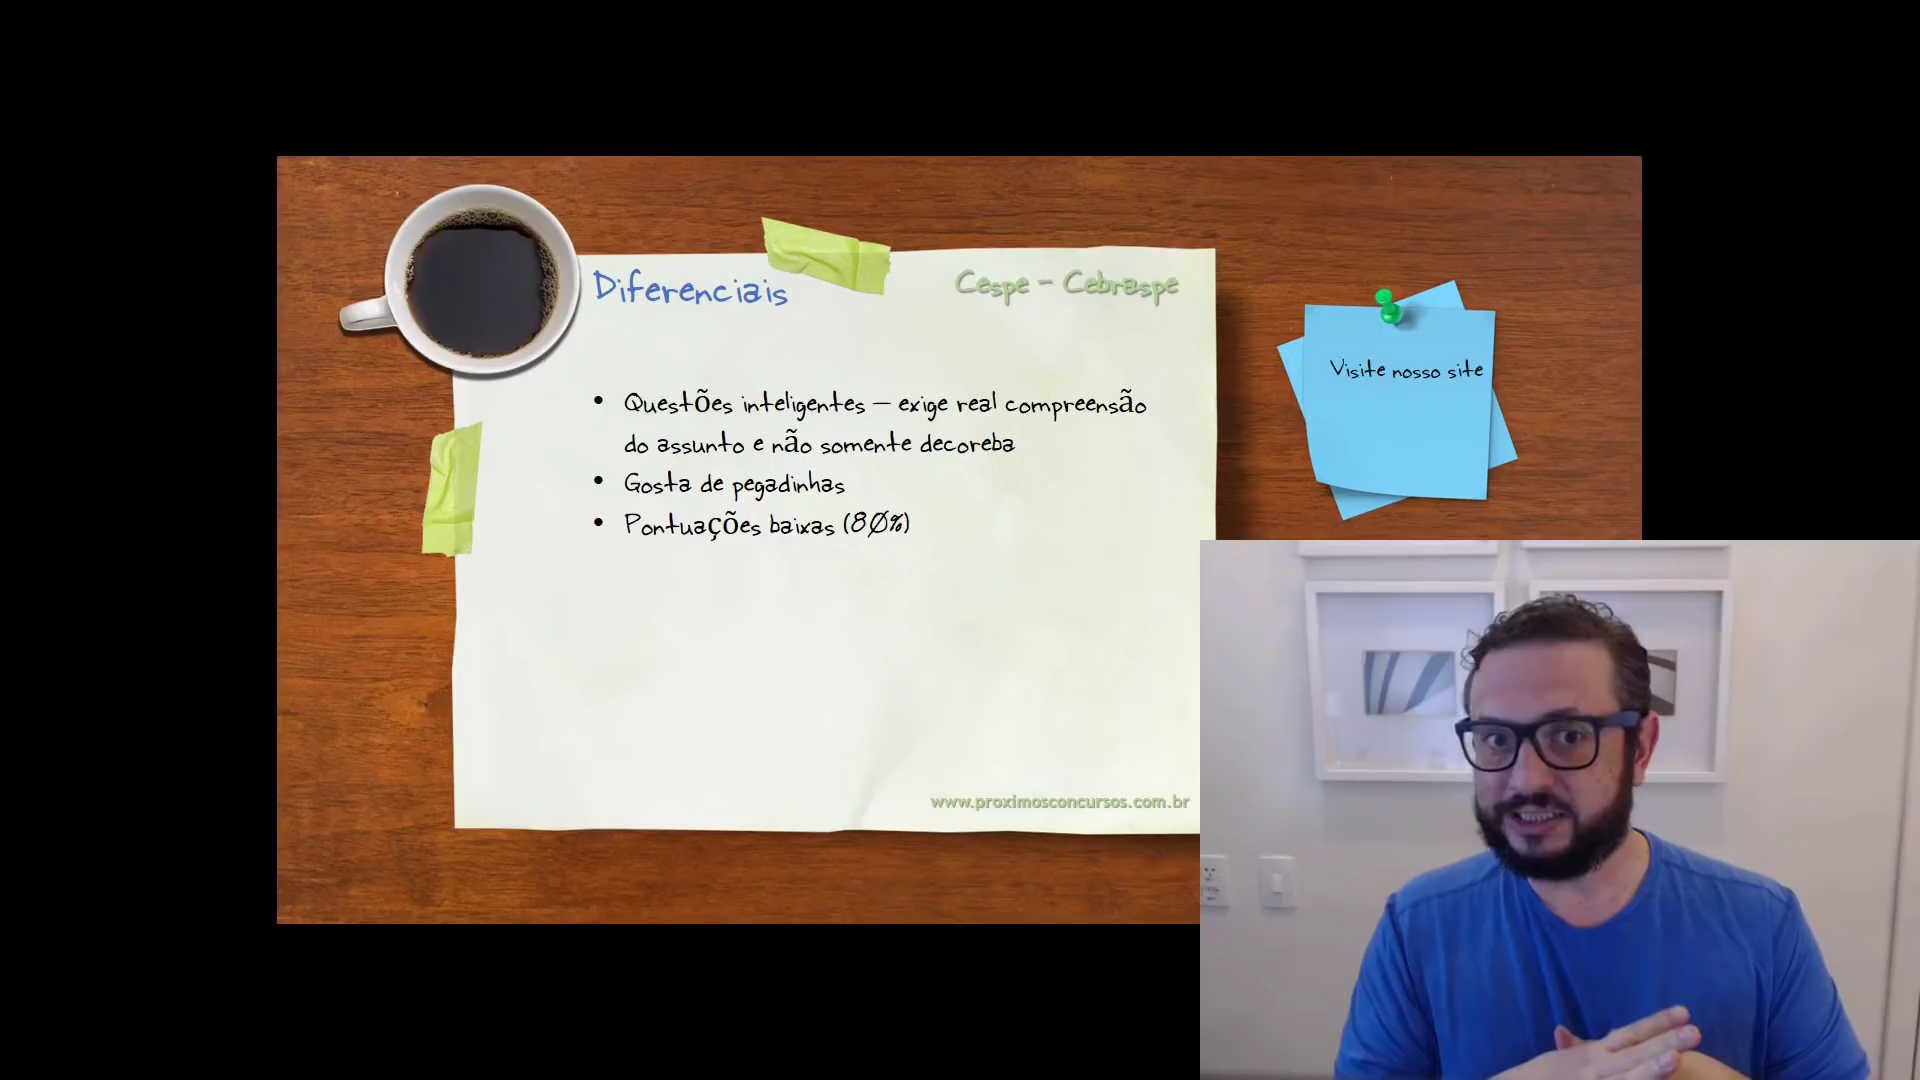 Diferenciais
Cespe - Cebraspe
Visite nosso site
• Questões inteligentes – exige real compreensão
do assunto e não somente decoreba
• Gosta de pegadinhas
• Pontuações baixas (80%)
www.proximosconcursos.com.br